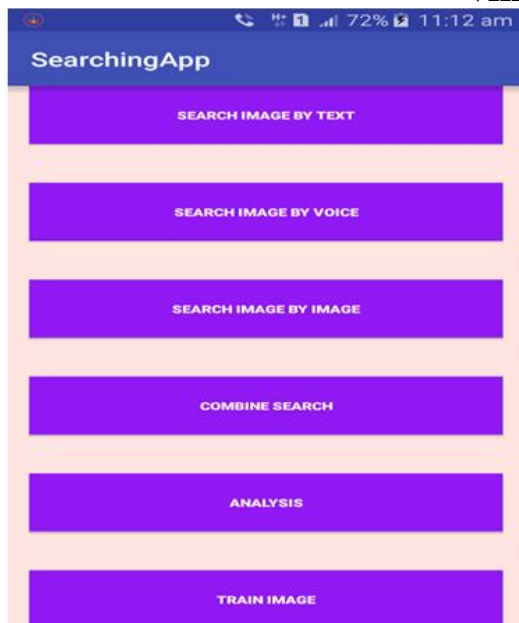 H+ 1 72% 11:12 am
SearchingApp
SEARCH IMAGE BY TEXT
SEARCH IMAGE BY VOICE
SEARCH IMAGE BY IMAGE
COMBINE SEARCH
ANALYSIS
TRAIN IMAGE